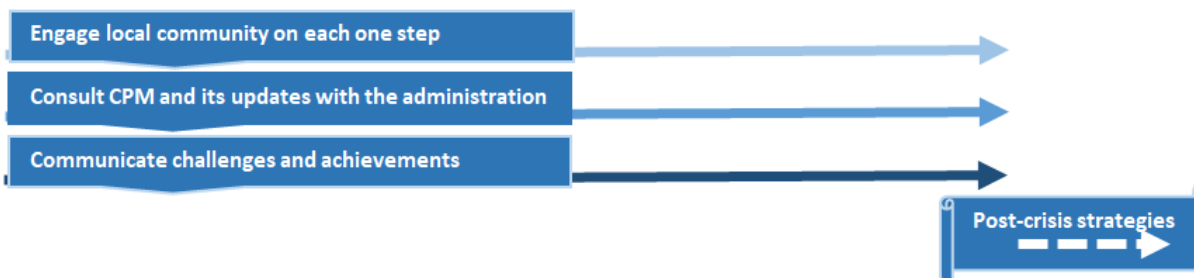 Engage local community on each one step
Consult CPM and its updates with the administration
Communicate challenges and achievements
Post-crisis strategies